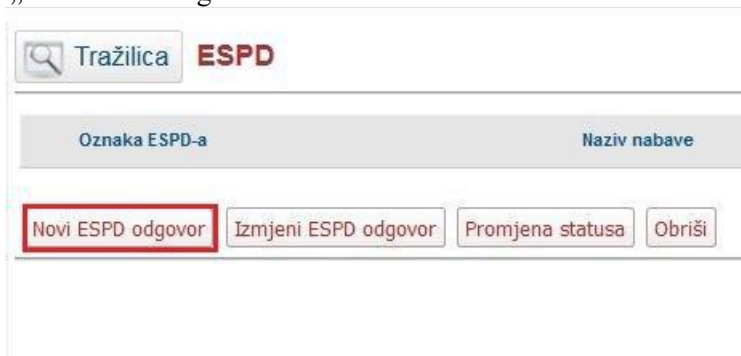 Tražilica ESPD
Oznaka ESPD-a Naziv nabave
Novi ESPD odgovor Izmjeni ESPD odgovor Promjena statusa Obriši